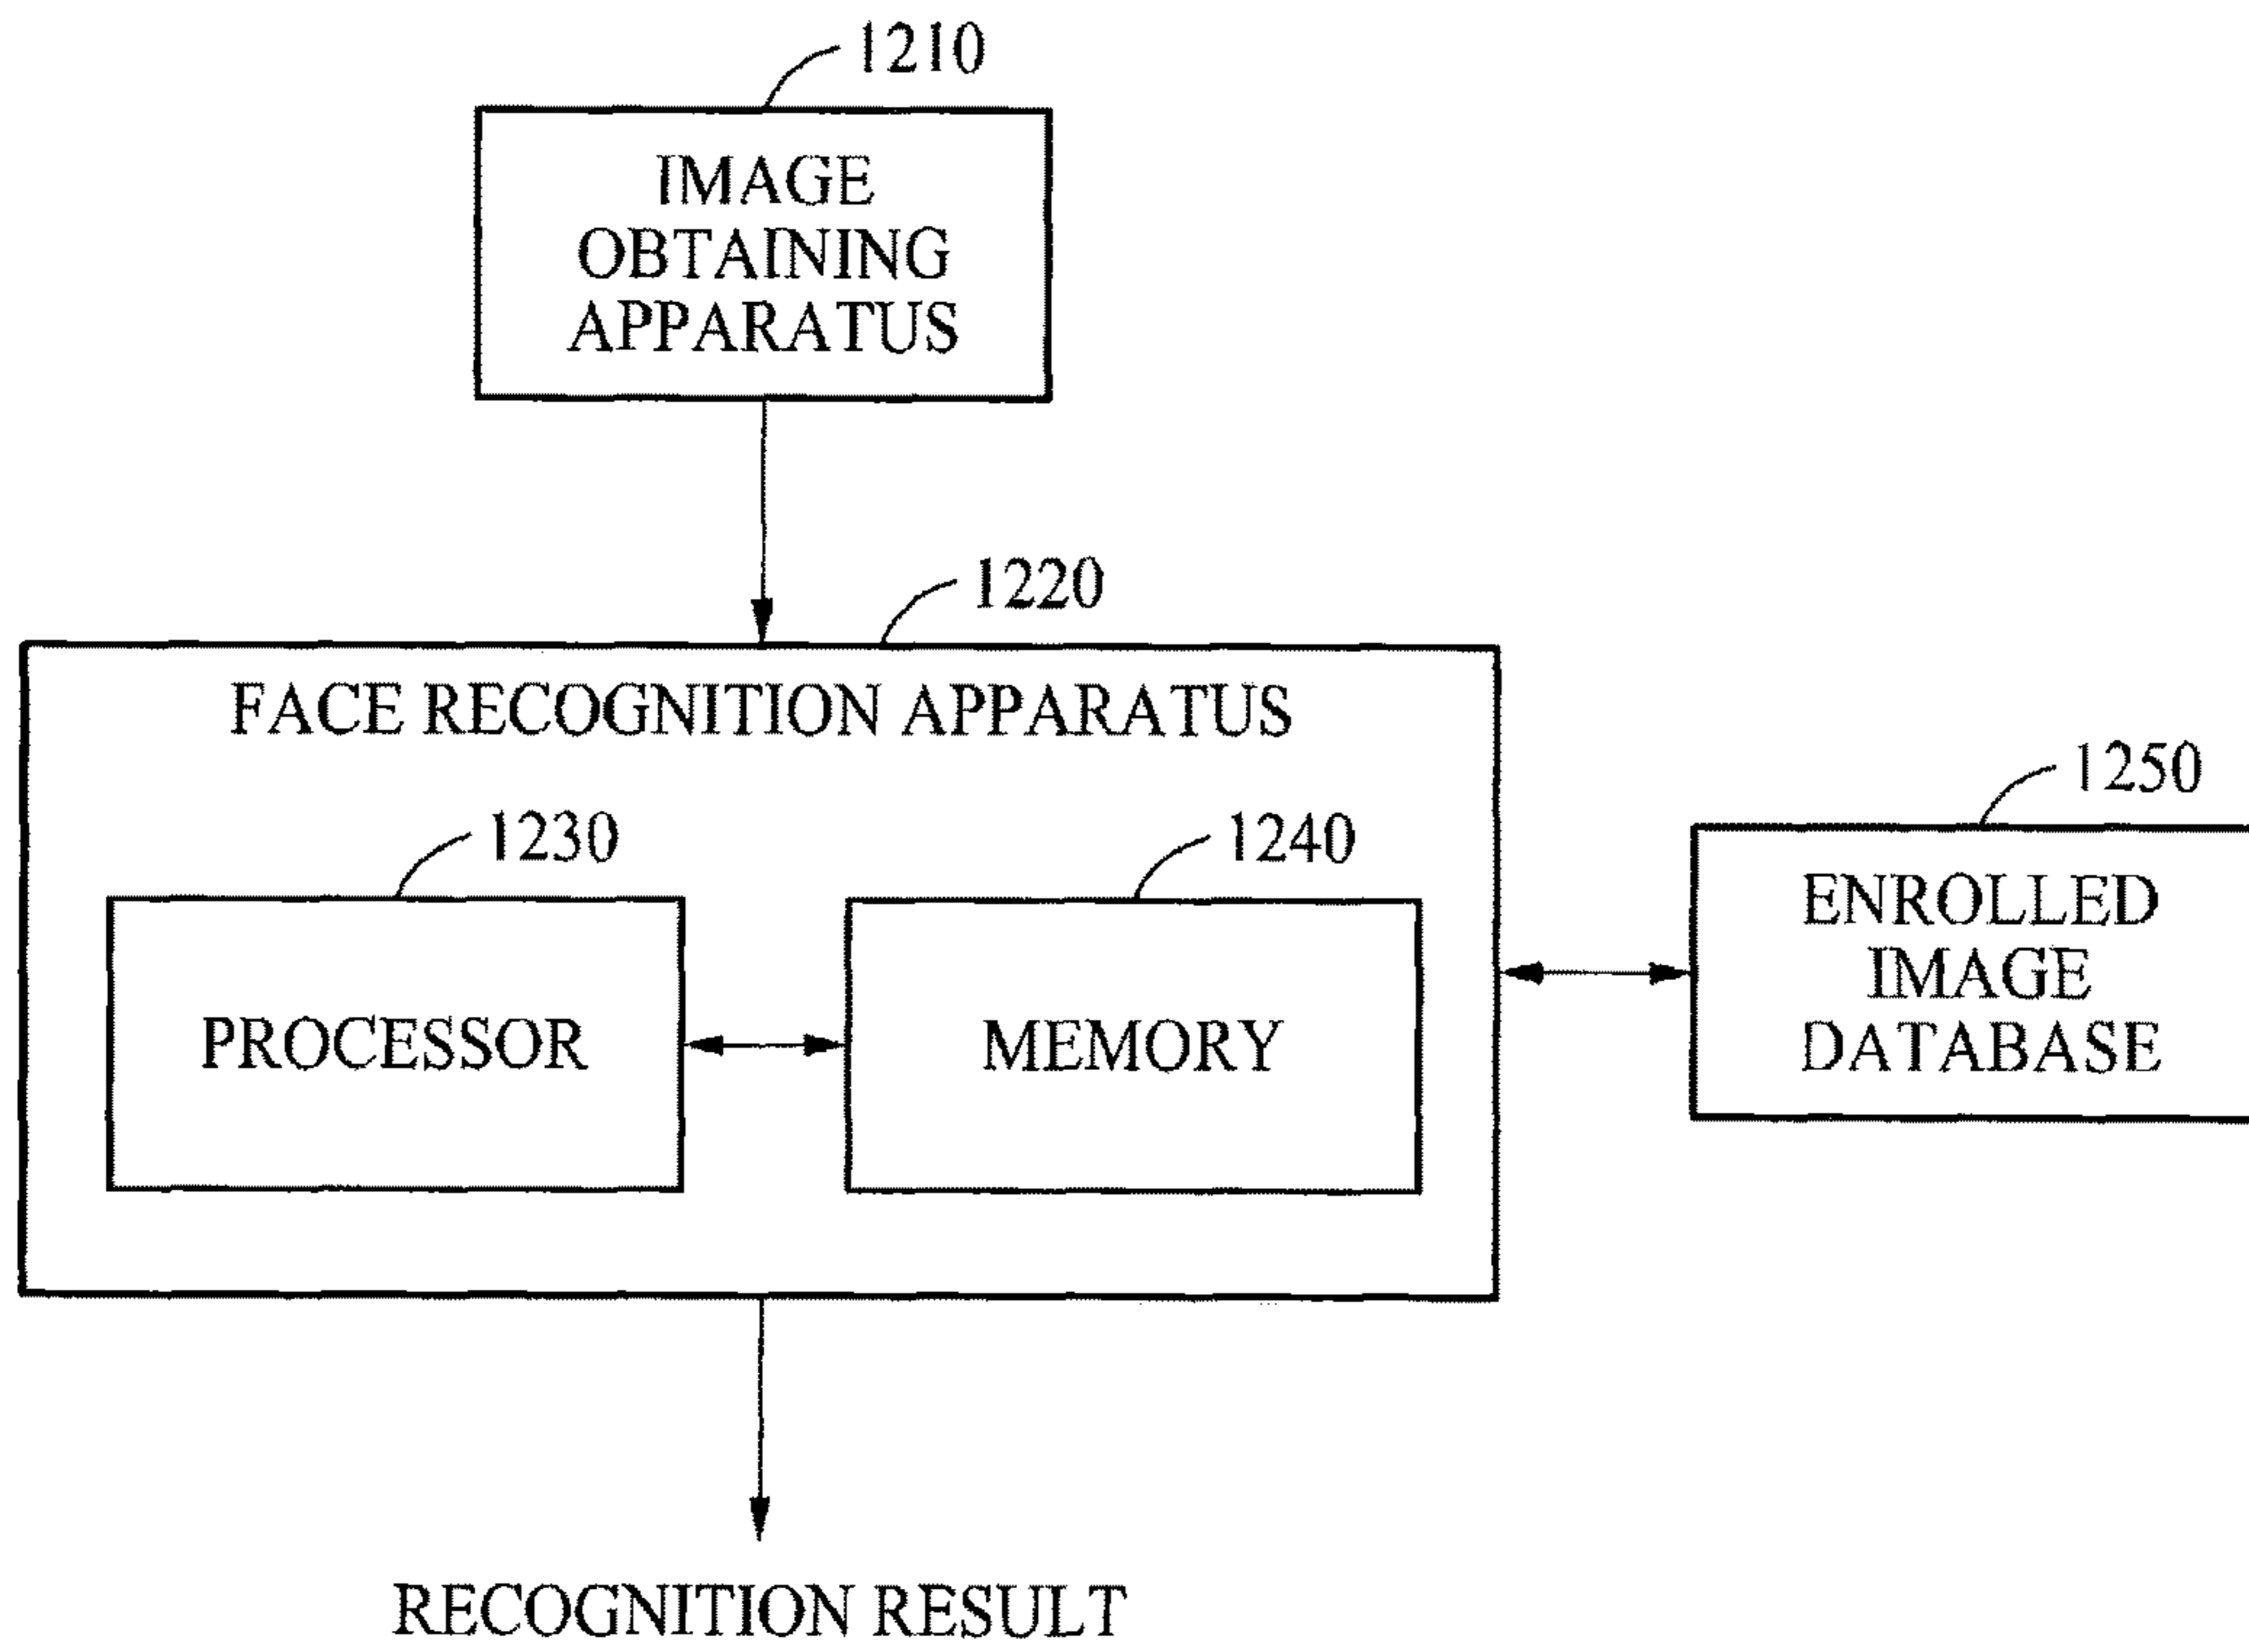 1210
IMAGE
OBTAINING
APPARATUS
1220
FACE RECOGNITION APPARATUS
1230
PROCESSOR
1240
MEMORY
1250
ENROLLED
IMAGE
DATABASE
RECOGNITION RESULT